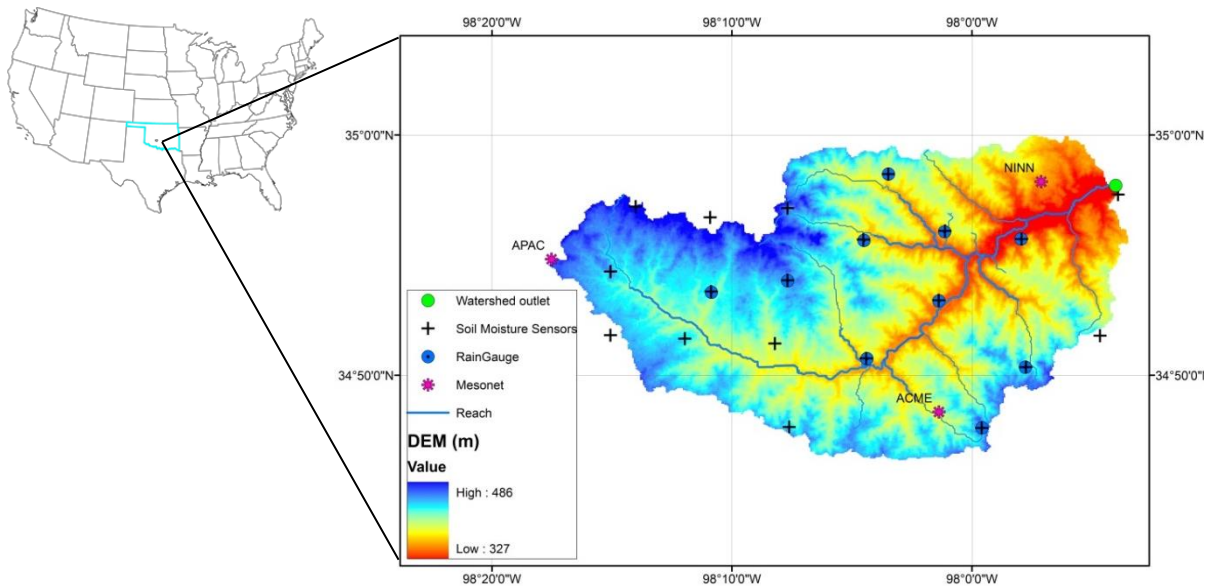 98°20'0"W 98°10'0"W 98°0'0"W
35°0'0"N 35°0'0"N
NINN
APAC
Watershed outlet
Soil Moisture Sensors
RainGauge
Mesonet
Reach
34°50'0"N 34°50'0"N
ACME
DEM (m)
Value
High : 486
Low : 327
98°20'0"W 98°10'0"W 98°0'0"W